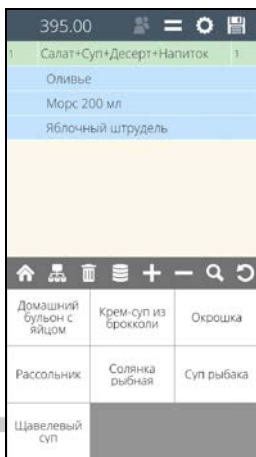 395.00
1 Салат+Суп+Десерт+Напиток 1
Оливье
Морс 200 мл
Яблочный штрудель
Домашний
бульон с
яйцом
Крем-суп из
брокколи
Окрошка
Рассольник
Солянка
рыбная
Суп рыбака
Щавелевый
суп